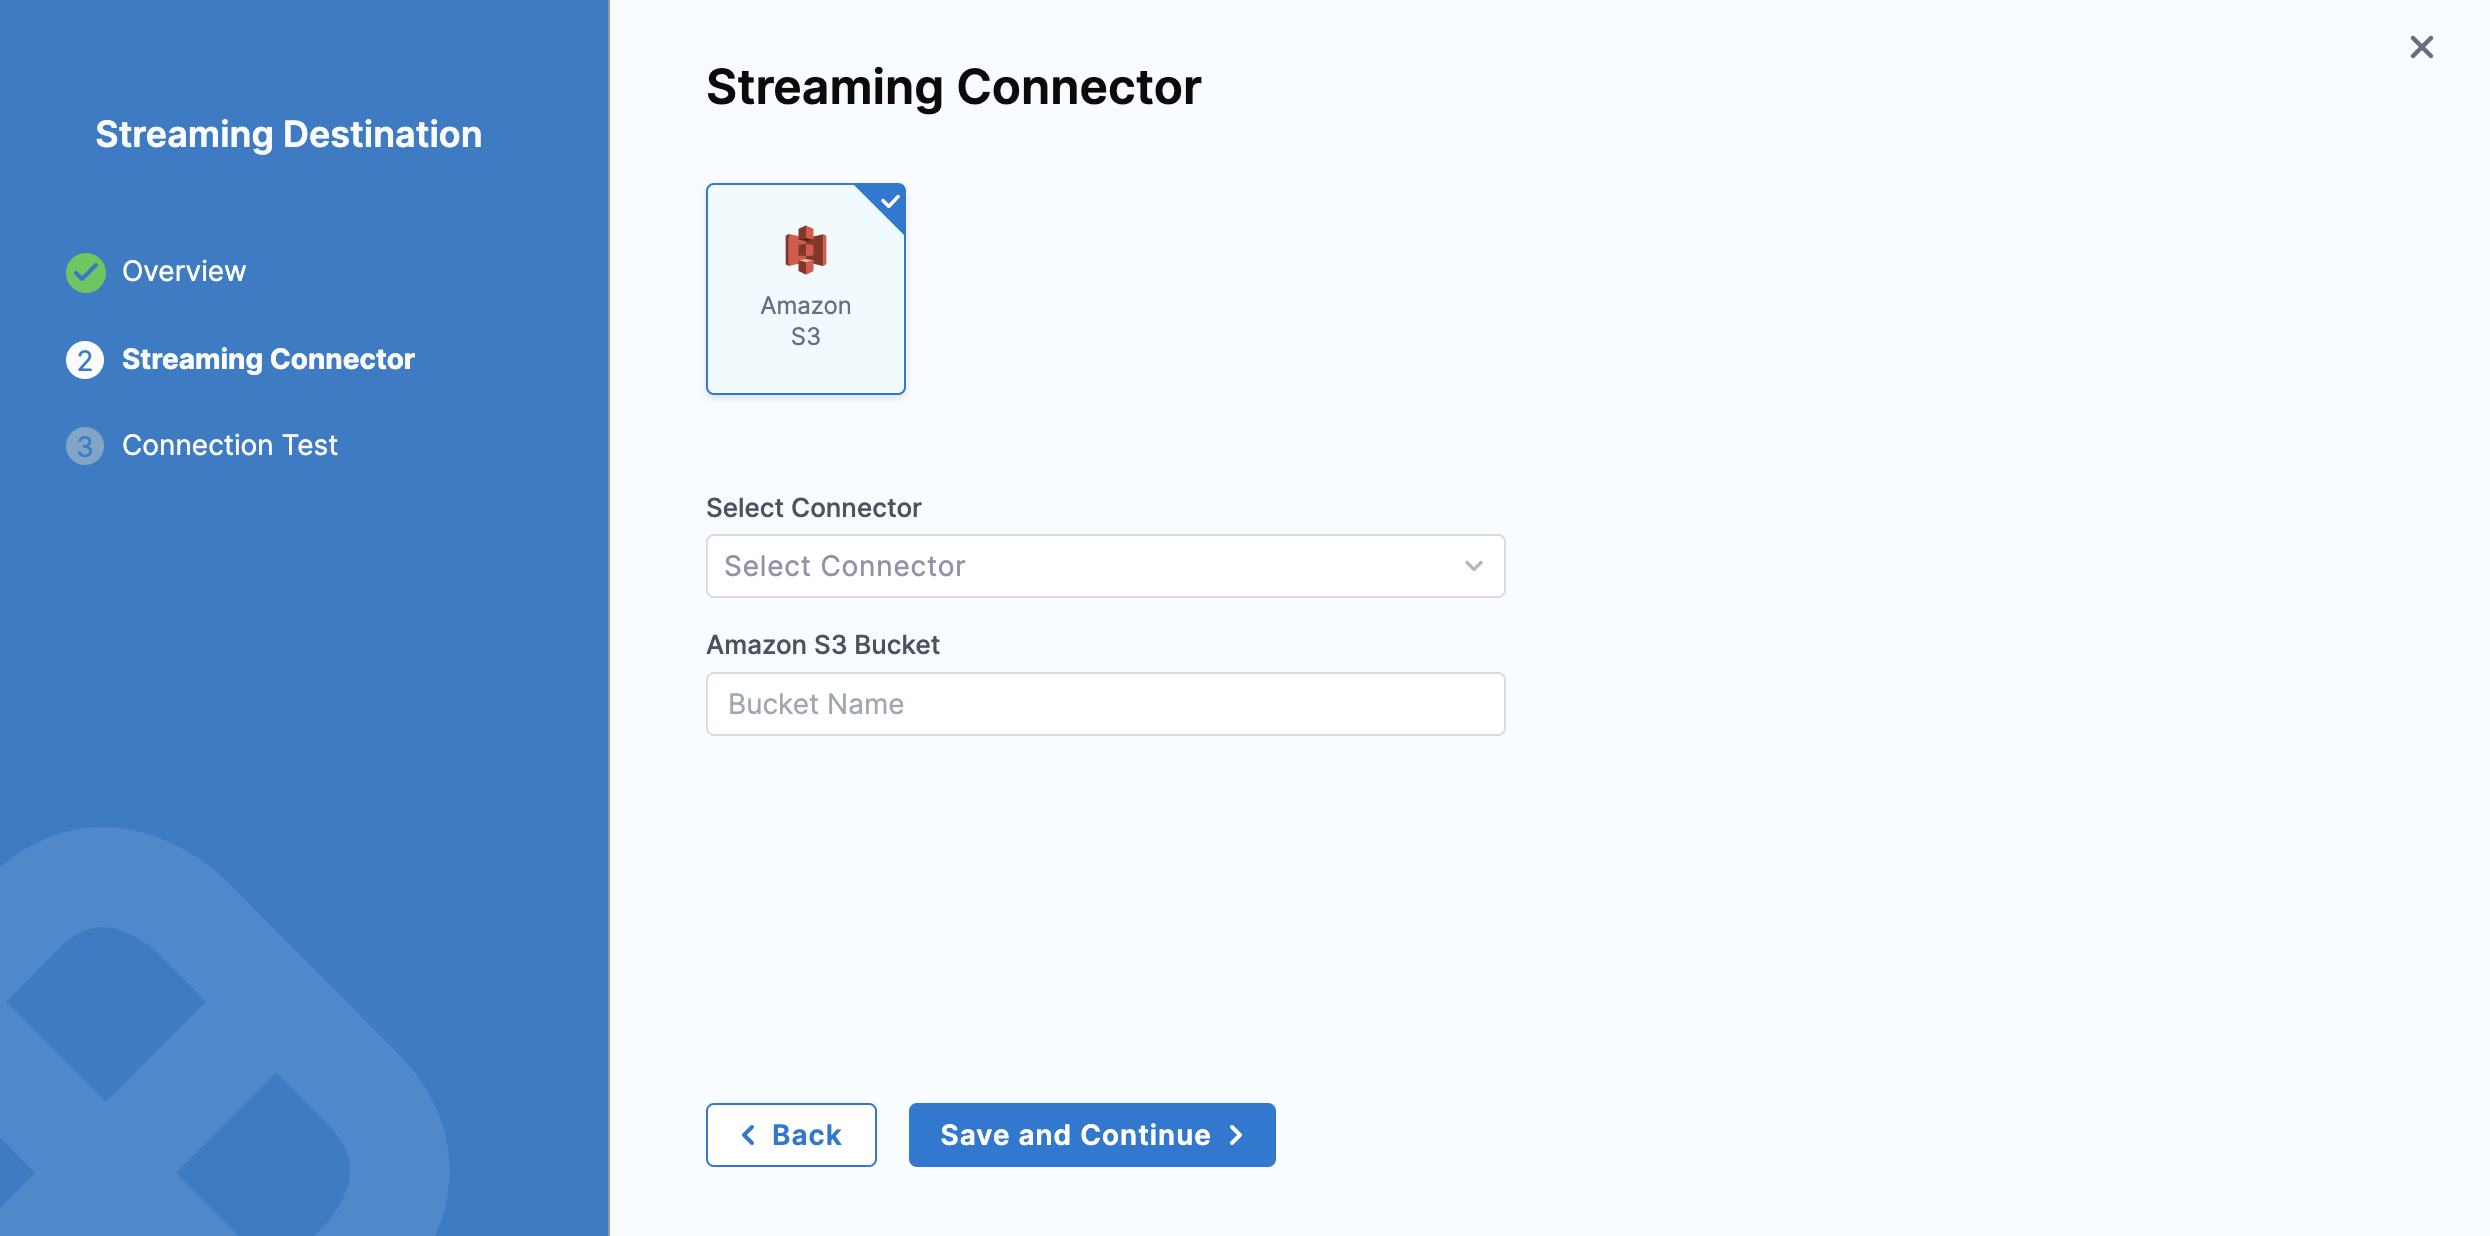 Streaming Destination
Overview
2 Streaming Connector
3 Connection Test
Streaming Connector
Amazon
S3
Select Connector
Select Connector
Amazon S3 Bucket
Bucket Name
Back
Save and Continue